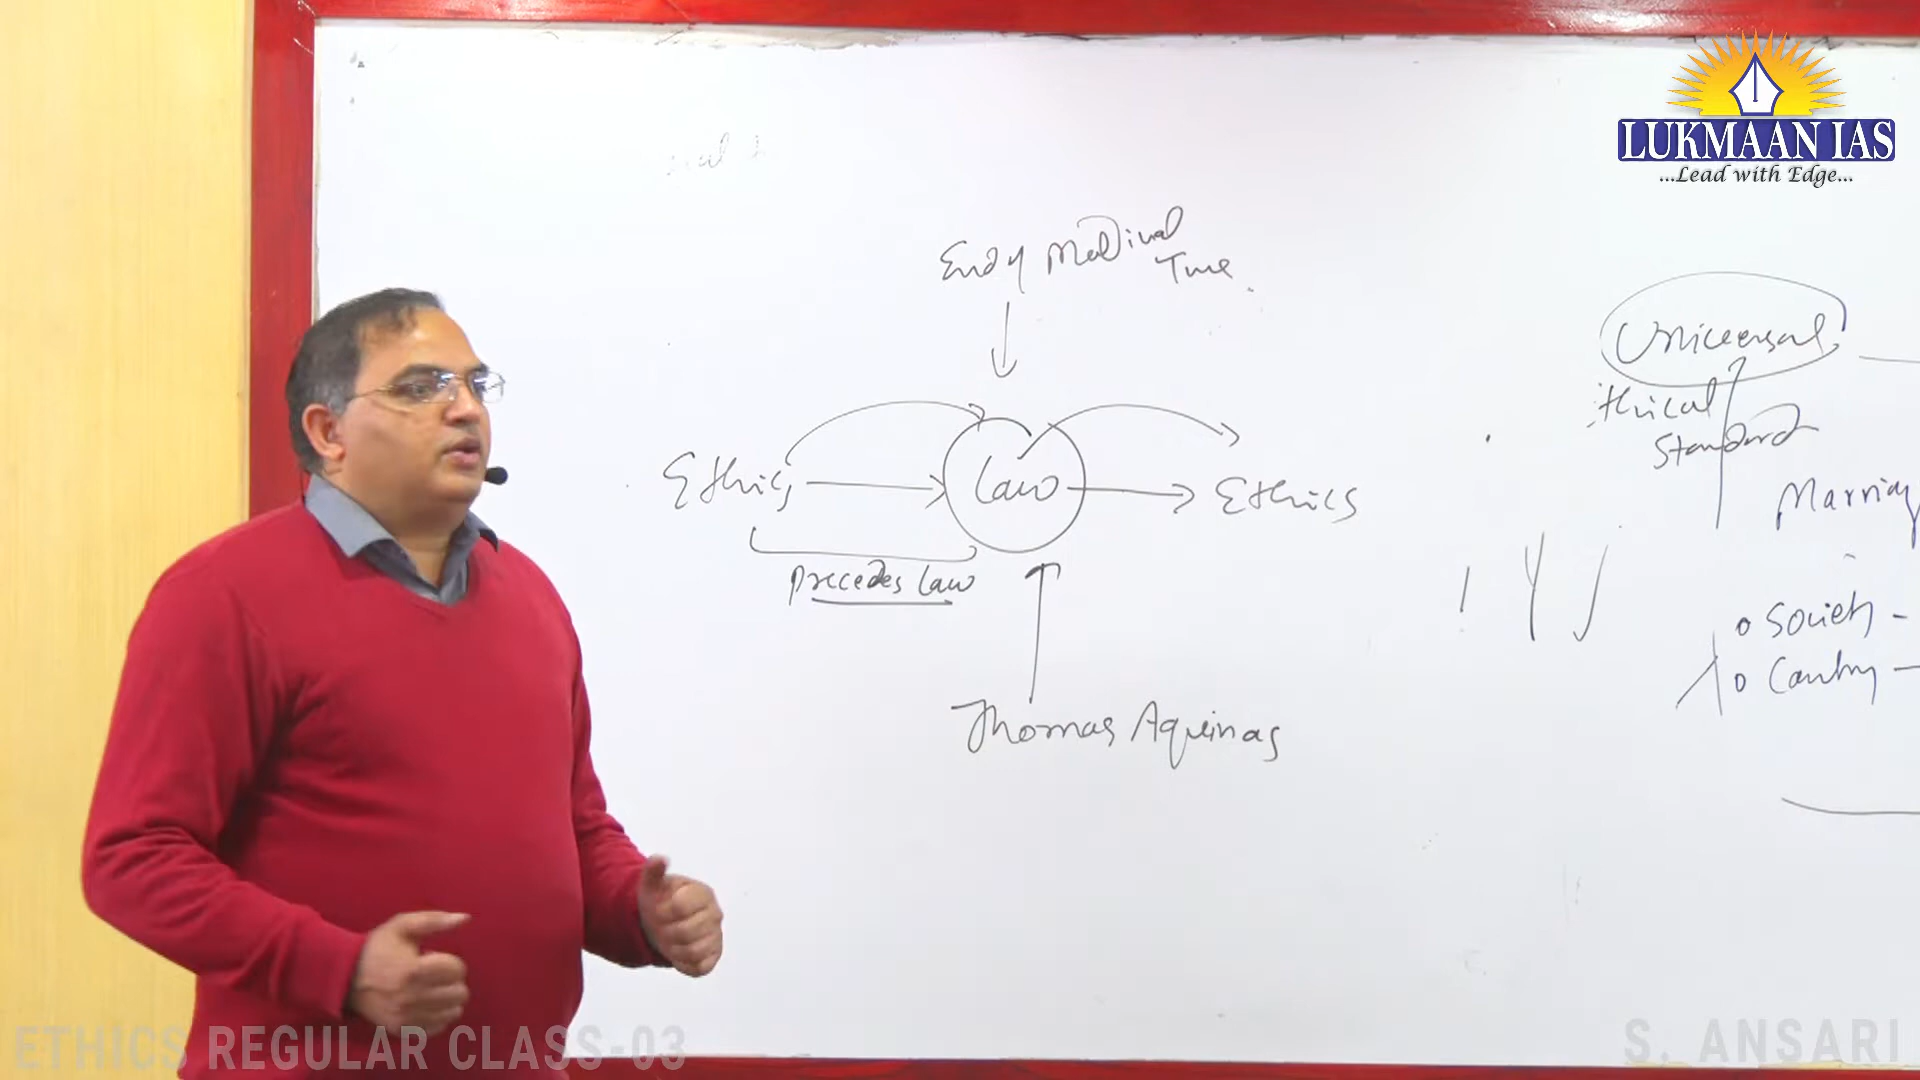 LUKMAAN IAS
...Lead with Edge...
End of Medival
Time
Universal
Ethics
Law
Ethics
Standard
Marriag
precedes Law
Society -
Country -
Thomas Aquinas
ETHICS REGULAR CLASS-03
S. ANSARI